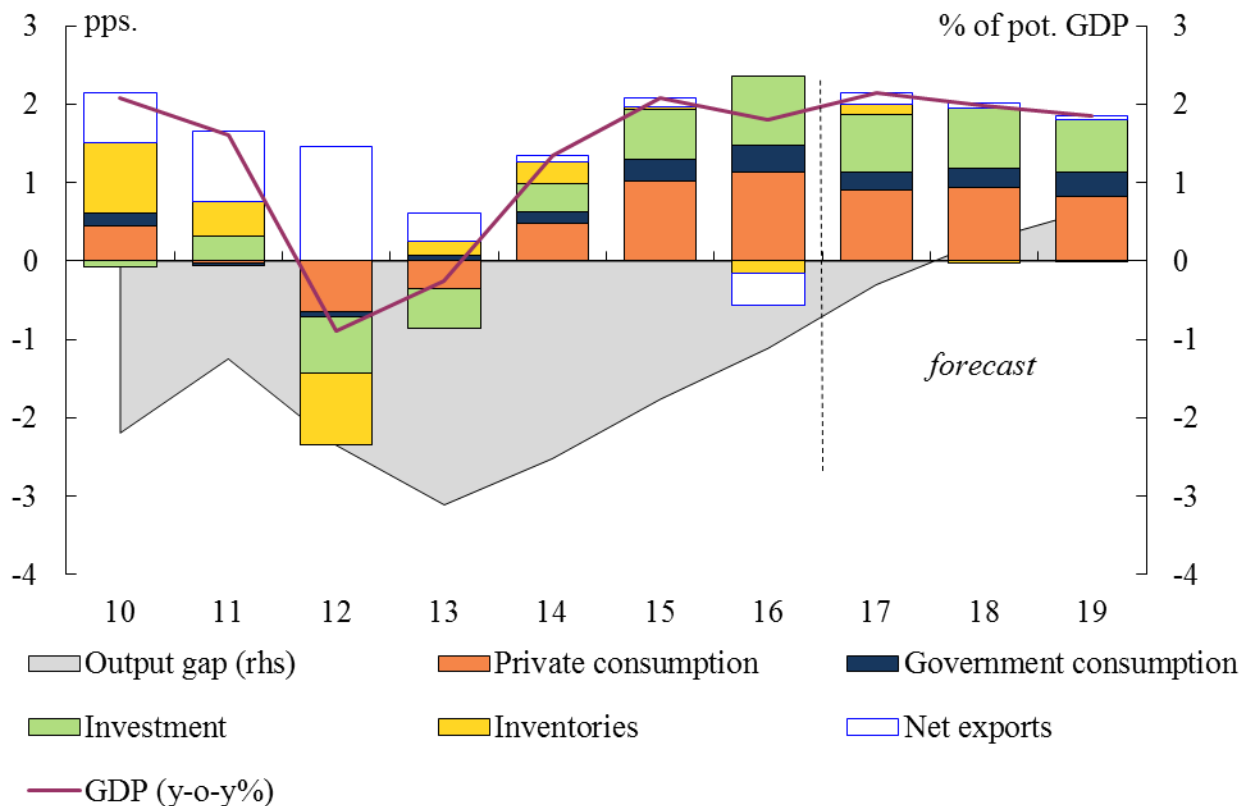 pps. % of pot. GDP
3 3
2 2
1 1
0 0
-1 -1
forecast
-2 -2
-3 -3
-4 -4
10 11 12 13 14 15 16 17 18 19
Output gap (rhs) Private consumption Government consumption
Investment Inventories Net exports
GDP (y-o-y%)